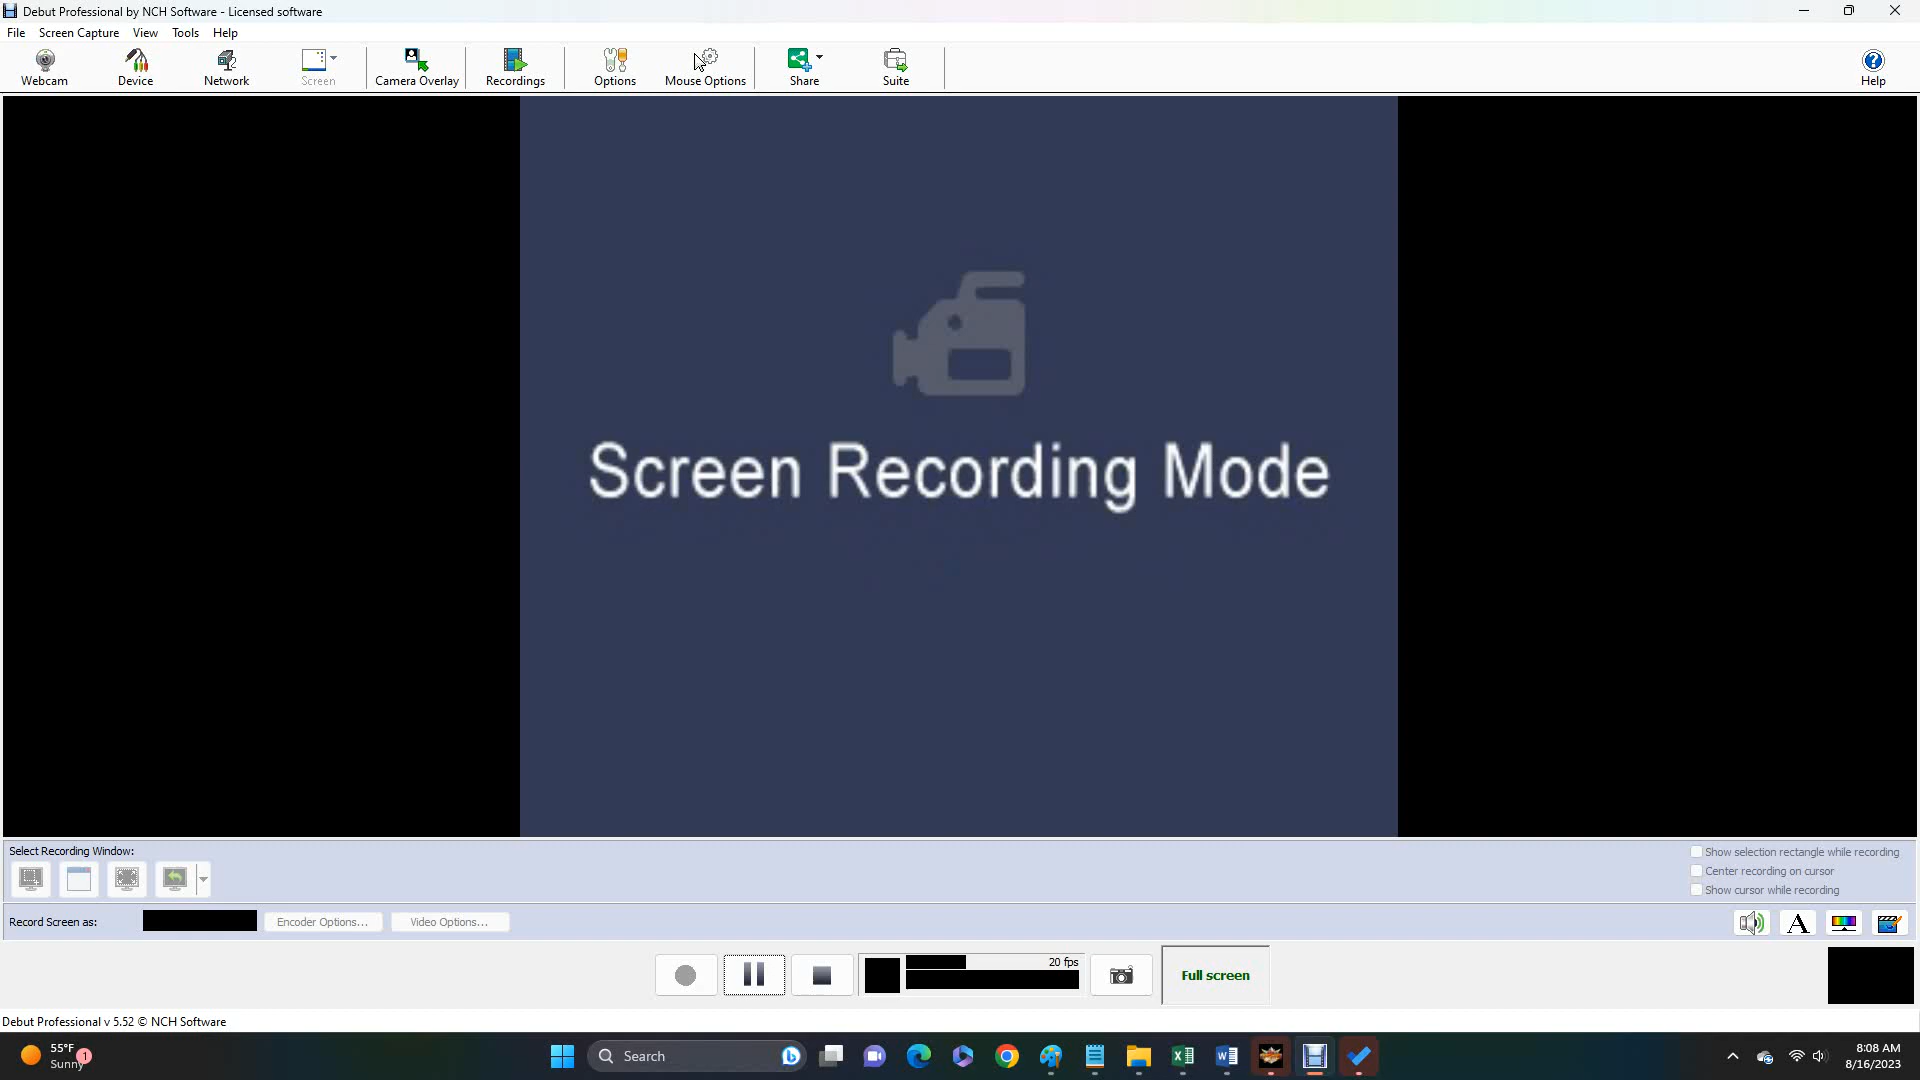 Debut Professional by NCH Software - Licensed software
File Screen Capture View Tools Help
Webcam Device Network Screen Camera Overlay Recordings Options Mouse Options Share Suite Help
Screen Recording Mode
Select Recording Window:
Show selection rectangle while recording
Center recording on cursor
Show cursor while recording
Record Screen as: Encoder Options... Video Options... A
20 fps
Full screen
Debut Professional v 5.52 © NCH Software
55°F
Sunny
1
Search
8:08 AM
8/16/2023